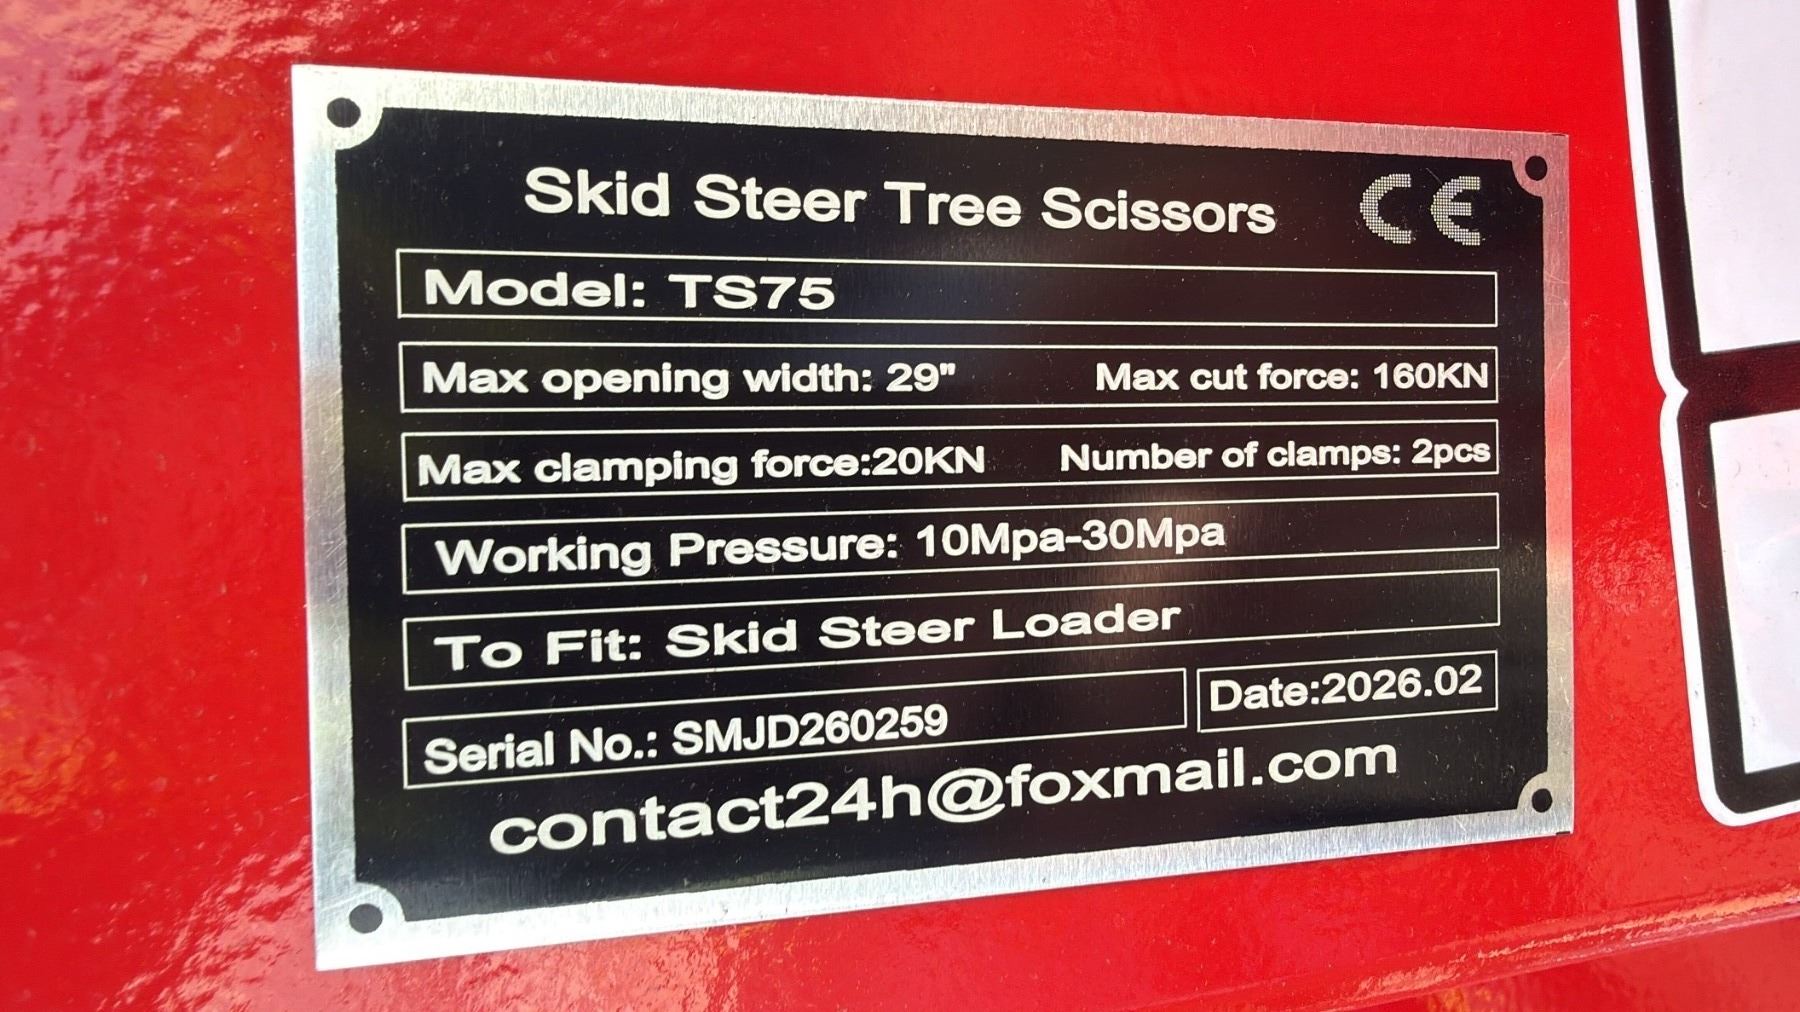 Skid Steer Tree Scissors CE
Model: TS75
Max opening width: 29" Max cut force: 160KN
Max clamping force:20KN Number of clamps: 2pcs
Working Pressure: 10Mpa-30Mpa
To Fit: Skid Steer Loader
Serial No.: SMJD260259 Date:2026.02
contact24h@foxmail.com